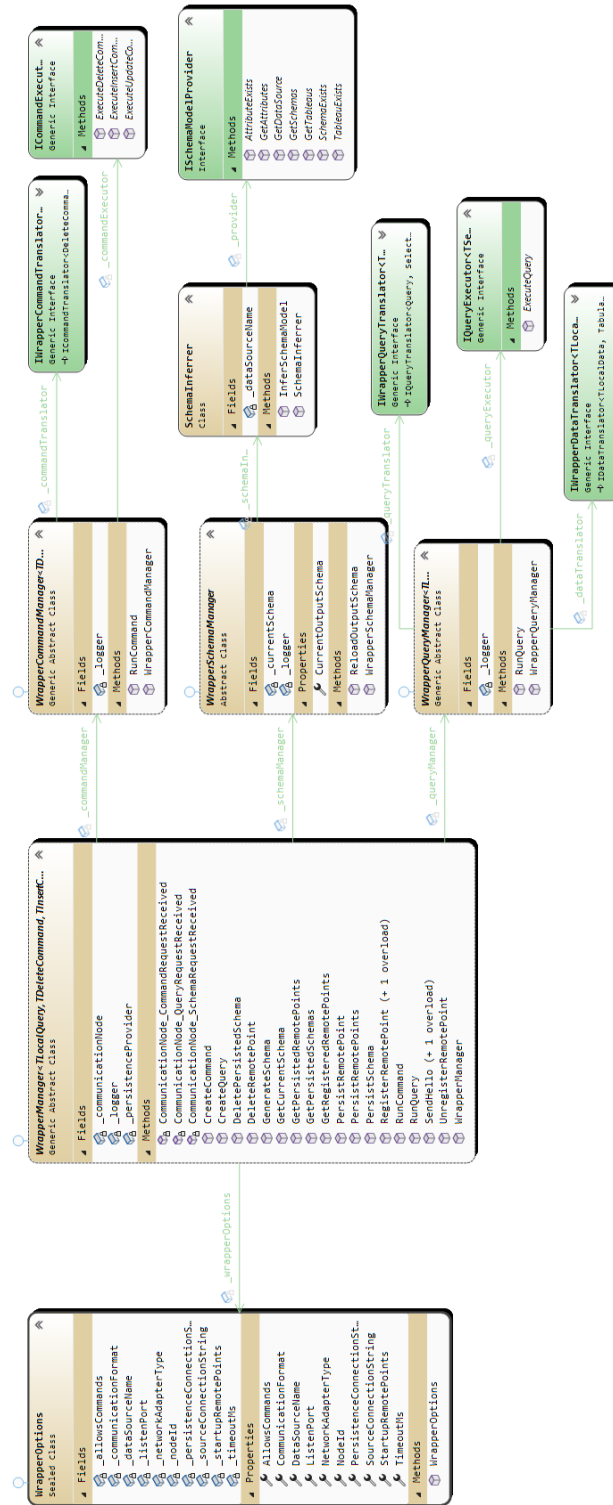 WrapperOptions
Sealed Class
Fields
_allowsCommands
_communicationFormat
_dataSourceName
_listenPort
_networkAdapterType
_nodeId
_persistenceConnectionS...
_sourceConnectionString
_startupRemotePoints
_timeoutMs
Properties
AllowsCommands
CommunicationFormat
DataSourceName
ListenPort
NetworkAdapterType
NodeId
PersistenceConnectionSt...
SourceConnectionString
StartupRemotePoints
TimeoutMs
Methods
WrapperOptions
_wrapperOptions
WrapperManager<TLocalQuery, TDeleteCommand, TInsertC...
Generic Abstract Class
Fields
_communicationNode
_logger
_persistenceProvider
Methods
CommunicationNode_CommandRequestReceived
CommunicationNode_QueryRequestReceived
CommunicationNode_SchemaRequestReceived
CreateCommand
CreateQuery
DeletePersistedSchema
DeleteRemotePoint
GenerateSchema
GetCurrentSchema
GetPersistedRemotePoints
GetPersistedSchemas
GetRegisteredRemotePoints
PersistRemotePoint
PersistRemotePoints
PersistSchema
RegisterRemotePoint (+ 1 overload)
RunCommand
RunQuery
SendHello (+ 1 overload)
UnregisterRemotePoint
WrapperManager
_commandManager
_schemaManager
_queryManager
WrapperCommandManager<TD...
Generic Abstract Class
Fields
_logger
Methods
RunCommand
WrapperCommandManager
WrapperSchemaManager
Abstract Class
Fields
_currentSchema
_logger
Properties
CurrentOutputSchema
Methods
ReloadOutputSchema
WrapperSchemaManager
WrapperQueryManager<TL...
Generic Abstract Class
Fields
_logger
Methods
RunQuery
WrapperQueryManager
_commandTranslator
_commandExecutor
_schemaIn...
_queryTranslator
_queryExecutor
_dataTranslator
IWrapperCommandTranslator...
Generic Interface
ICommandTranslator<DeleteComma...
ICommandExecut...
Generic Interface
Methods
ExecuteDeleteCom...
ExecuteInsertCom...
ExecuteUpdateCo...
SchemaInferrer
Class
Fields
_dataSourceName
Methods
InferSchemaModel
SchemaInferrer
_provider
ISchemaModelProvider
Interface
Methods
AttributeExists
GetAttributes
GetDataSource
GetSchemas
GetTableaus
SchemaExists
TableauExists
IWrapperQueryTranslator<T...
Generic Interface
IQueryTranslator<Query, Select...
IQueryExecutor<TSe...
Generic Interface
Methods
ExecuteQuery
IWrapperDataTranslator<TLoca...
Generic Interface
IDataTranslator<TLocalData, Tabula...